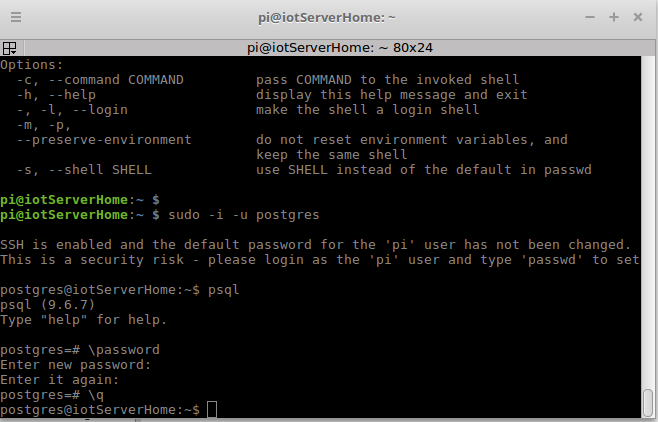 pi@iotServerHome: ~
pi@iotServerHome: ~ 80x24
Options:
  -c, --command COMMAND         pass COMMAND to the invoked shell
  -h, --help                    display this help message and exit
  -, -l, --login                make the shell a login shell
  -m, -p,
  --preserve-environment        do not reset environment variables, and
                                keep the same shell
  -s, --shell SHELL             use SHELL instead of the default in passwd
pi@iotServerHome:~ $
pi@iotServerHome:~ $ sudo -i -u postgres
SSH is enabled and the default password for the 'pi' user has not been changed.
This is a security risk - please login as the 'pi' user and type 'passwd' to set
postgres@iotServerHome:~$ psql
psql (9.6.7)
Type "help" for help.
postgres=# \password
Enter new password:
Enter it again:
postgres=# \q
postgres@iotServerHome:~$